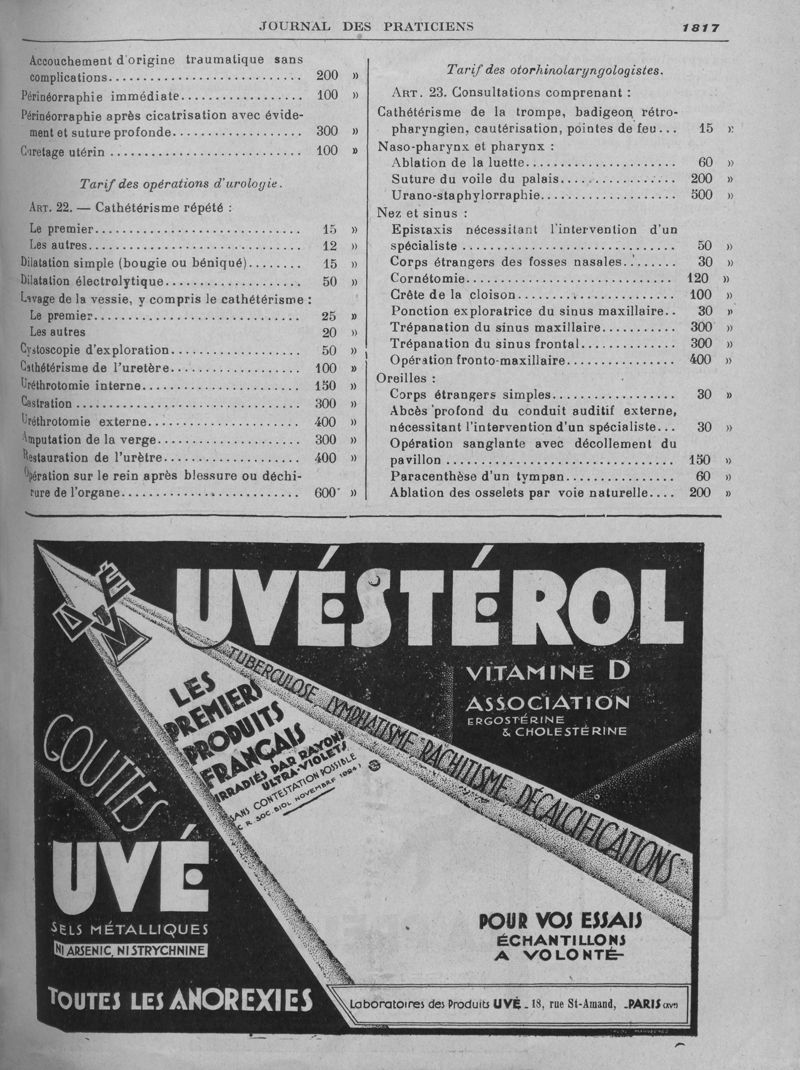 JOURNAL DES PRATICIENS 1817
Accouchement d'origine traumatique sans
complications........................... 200 »
Périnéorraphie immédiate................. 100 »
Périnéorraphie après cicatrisation avec évide-
ment et suture profonde.................. 300 »
Curetage utérin ........................... 100 »
Tarif des opérations d'urologie.
ART. 22. — Cathétérisme répété :
Le premier............................. 15 »
Les autres.............................. 12 »
Dilatation simple (bougie ou béniqué)........ 15 »
Dilatation électrolytique................... 50 »
Lavage de la vessie, y compris le cathétérisme :
Le premier............................. 25 »
Les autres 20 »
Cystoscopie d'exploration.................. 50 »
Cathétérisme de l'uretère.................. 100 »
Uréthrotomie interne...................... 150 »
Castration ................................ 300 »
Uréthrotomie externe..................... 400 »
Amputation de la verge.................... 300 »
Restauration de l'urètre................... 400 »
Opération sur le rein après blessure ou déchi-
rure de l'organe......................... 600 »
Tarif des otorhinolaryngologistes.
ART. 23. Consultations comprenant :
Cathétérisme de la trompe, badigeon rétro-
pharyngien, cautérisation, pointes de feu... 15 »
Naso-pharynx et pharynx :
Ablation de la luette..................... 60 »
Suture du voile du palais................ 200 »
Urano-staphylorraphie................... 500 »
Nez et sinus :
Epistaxis nécessitant l'intervention d'un
spécialiste .............................. 50 »
Corps étrangers des fosses nasales........ 30 »
Cornétomie............................. 120 »
Crête de la cloison....................... 100 »
Ponction exploratrice du sinus maxillaire.. 30 »
Trépanation du sinus maxillaire........... 300 »
Trépanation du sinus frontal............. 300 »
Opération fronto-maxillaire............... 400 »
Oreilles :
Corps étrangers simples.................. 30 »
Abcès profond du conduit auditif externe,
nécessitant l'intervention d'un spécialiste... 30 »
Opération sanglante avec décollement du
pavillon ................................ 150 »
Paracenthèse d'un tympan................ 60 »
Ablation des osselets par voie naturelle.... 200 »
UVÉ
UVÉSTÉROL
VITAMINE D
ASSOCIATION
ERGOSTÉRINE
& CHOLESTÉRINE
TUBERCULOSE LYMPHATISME RACHITISME DÉCALCIFICATIONS
LES
PREMIERS
PRODUITS
FRANÇAIS
IRRADIÉS PAR RAYONS
ULTRA-VIOLETS
SANS CONTESTATION POSSIBLE
C. R. SOC BIOL NOVEMBRE 1924
GOUTTES
UVÉ
SELS MÉTALLIQUES
NI ARSENIC, NI STRYCHNINE
TOUTES LES ANOREXIES
POUR VOS ESSAIS
ÉCHANTILLONS
A VOLONTÉ
Laboratoires des Produits UVÉ - 18, rue St-Amand, - PARIS (XVe)